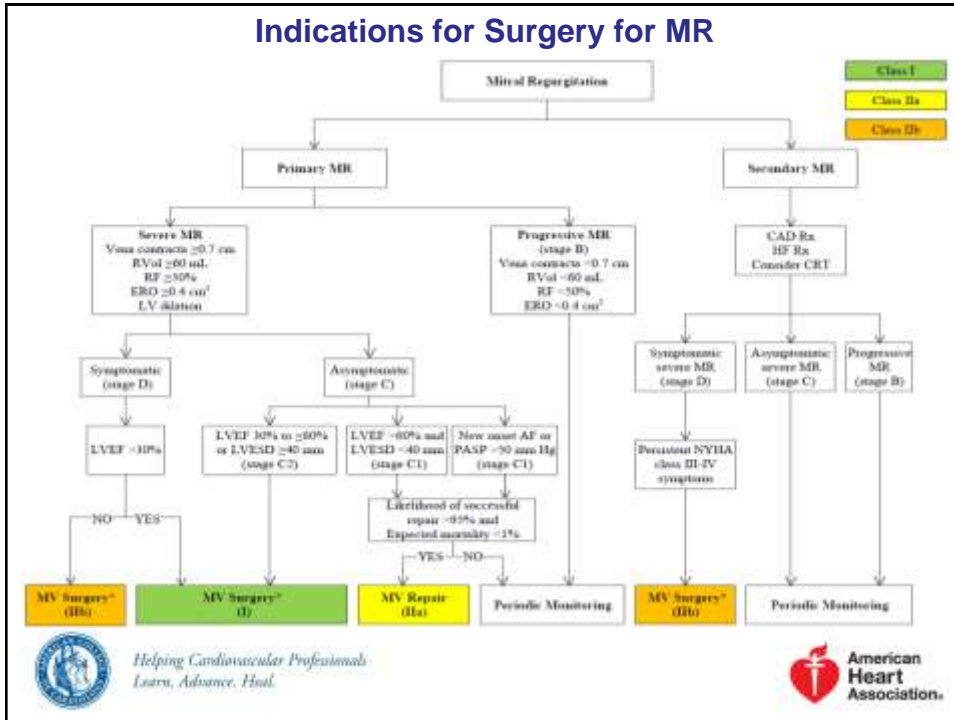 Indications for Surgery for MR
Mitral Regurgitation
Class I
Class IIa
Class IIb
Primary MR
Secondary MR
Severe MR
Vena contracta ≥0.7 cm
RVol ≥60 mL
RF ≥50%
ERO ≥0.4 cm²
LV dilation
Progressive MR
(stage B)
Vena contracta <0.7 cm
RVol <60 mL
RF <50%
ERO <0.4 cm²
CAD Rx
HF Rx
Consider CRT
Symptomatic
(stage D)
Asymptomatic
(stage C)
Symptomatic
severe MR
(stage D)
Asymptomatic
severe MR
(stage C)
Progressive
MR
(stage B)
LVEF >30%
LVEF 30% to ≤60%
or LVESD ≥40 mm
(stage C2)
LVEF >60% and
LVESD <40 mm
(stage C1)
New onset AF or
PASP >50 mm Hg
(stage C1)
Persistent NYHA
class III-IV
symptoms
Likelihood of successful
repair >95% and
Expected mortality <1%
NO
YES
YES
NO
MV Surgery*
(IIb)
MV Surgery*
(I)
MV Repair
(IIa)
Periodic Monitoring
MV Surgery*
(IIb)
Periodic Monitoring
Helping Cardiovascular Professionals
Learn. Advance. Heal.
American
Heart
Association®